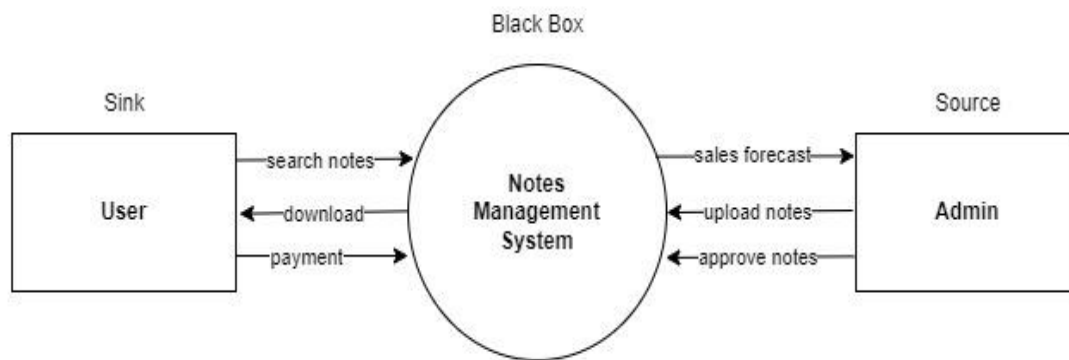 Black Box
Sink
Source
search notes
sales forecast
User
download
Notes
Management
System
upload notes
Admin
payment
approve notes